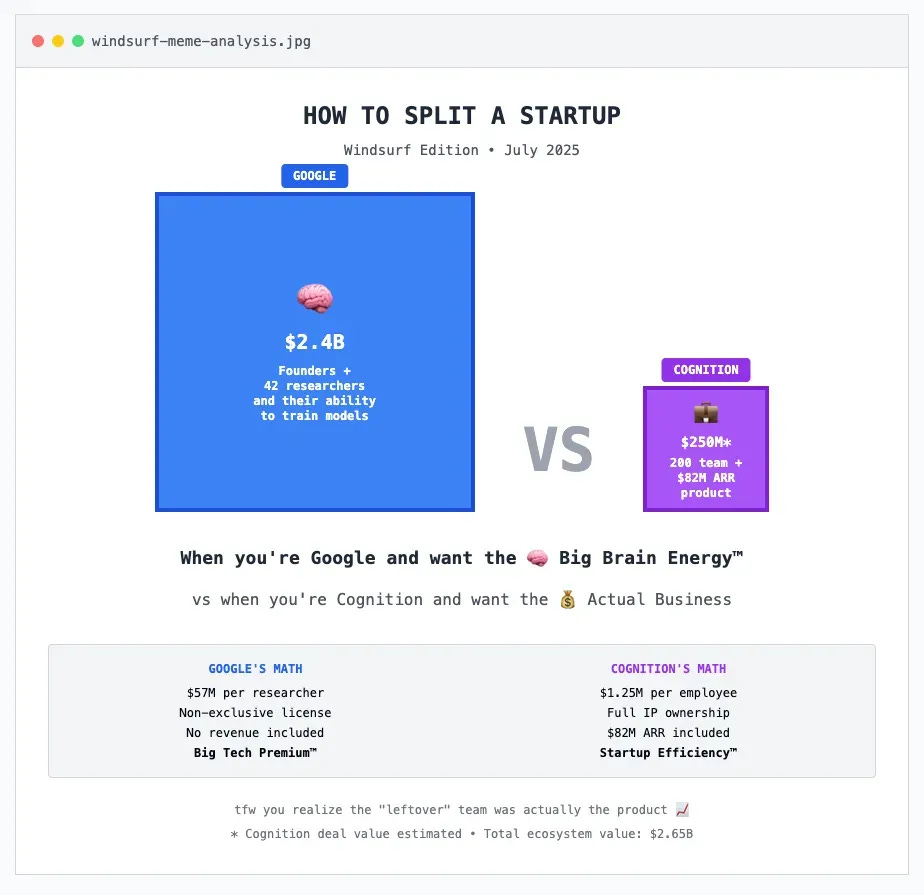 windsurf-meme-analysis.jpg
HOW TO SPLIT A STARTUP
Windsurf Edition • July 2025
GOOGLE
$2.4B
Founders +
42 researchers
and their ability
to train models
VS
COGNITION
$250M*
200 team +
$82M ARR
product
When you're Google and want the 🧠 Big Brain Energy™
vs when you're Cognition and want the 💰 Actual Business
GOOGLE'S MATH
$57M per researcher
Non-exclusive license
No revenue included
Big Tech Premium™
COGNITION'S MATH
$1.25M per employee
Full IP ownership
$82M ARR included
Startup Efficiency™
tfw you realize the "leftover" team was actually the product 📈
* Cognition deal value estimated • Total ecosystem value: $2.65B